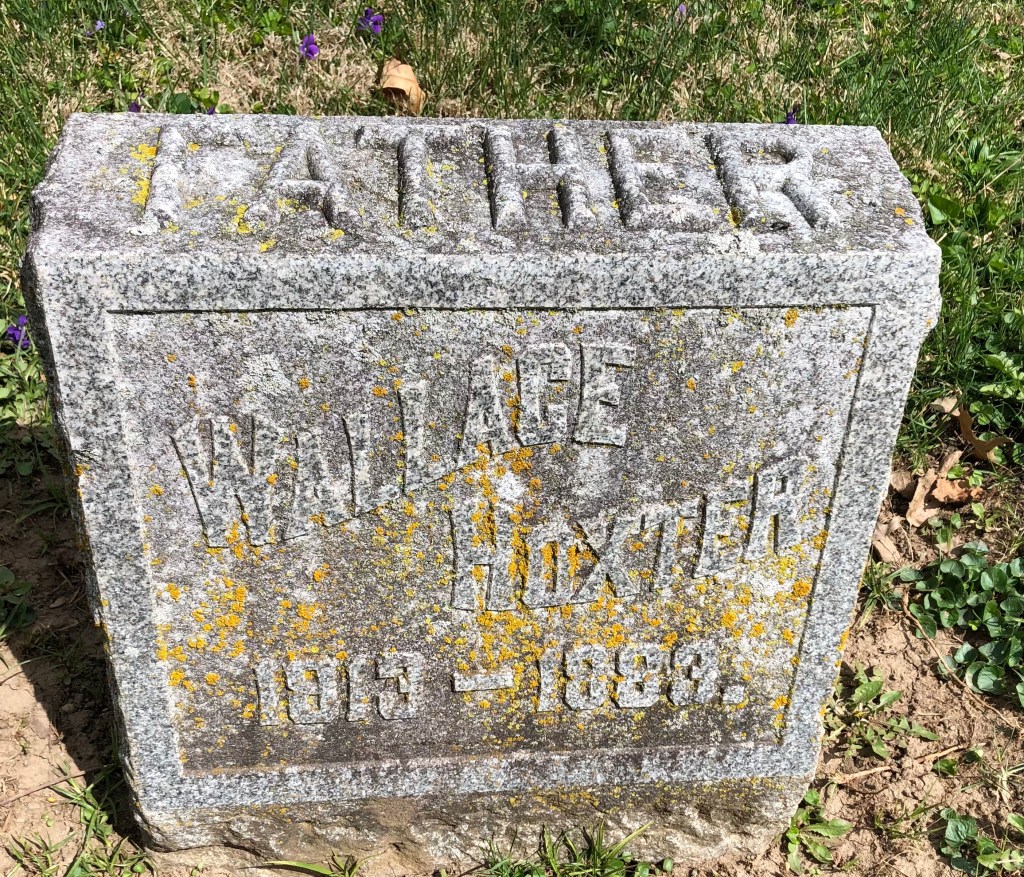 FATHER
WALLACE
HOXTER
1813 – 1883.